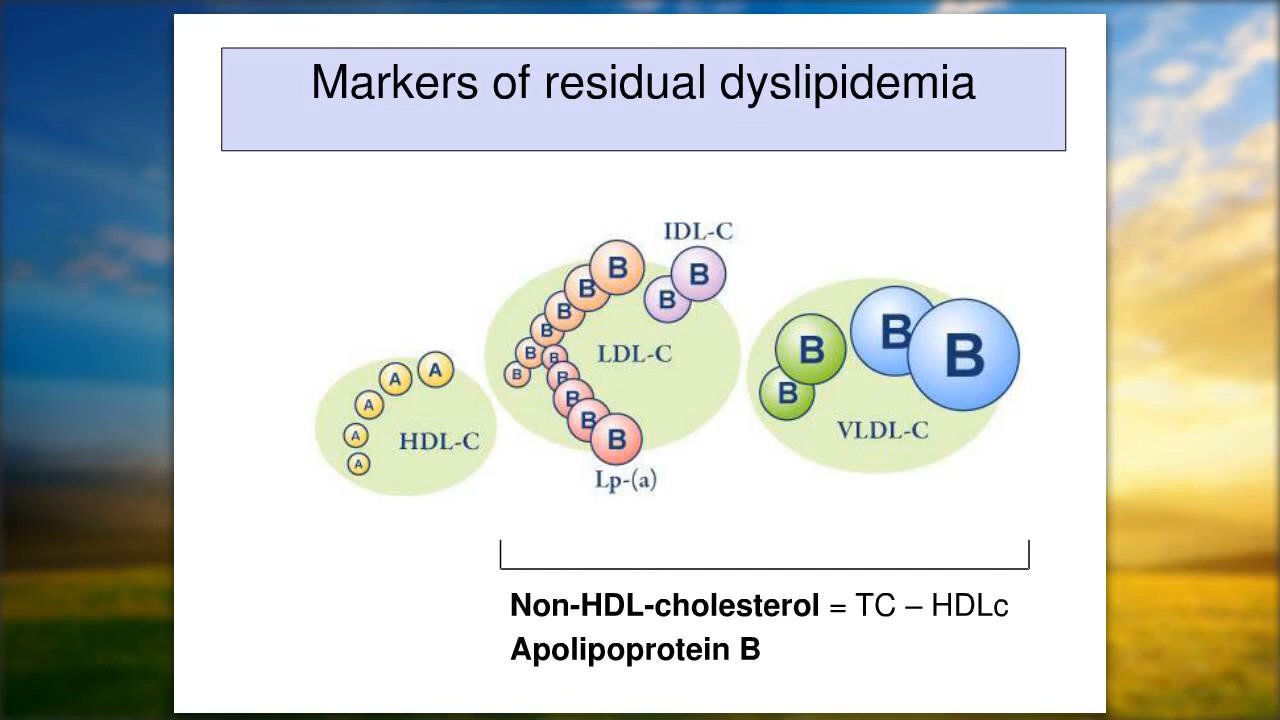 Markers of residual dyslipidemia
IDL-C
B
B
B
B
B
B
B
B
B
B
B
B
B
LDL-C
Lp-(a)
A
A
A
A
A
HDL-C
B
B
B
B
VLDL-C
Non-HDL-cholesterol = TC – HDLc
Apolipoprotein B